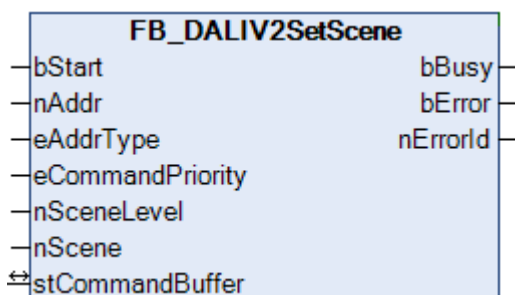 FB_DALIV2SetScene
bStart bBusy
nAddr bError
eAddrType nErrorId
eCommandPriority
nSceneLevel
nScene
stCommandBuffer